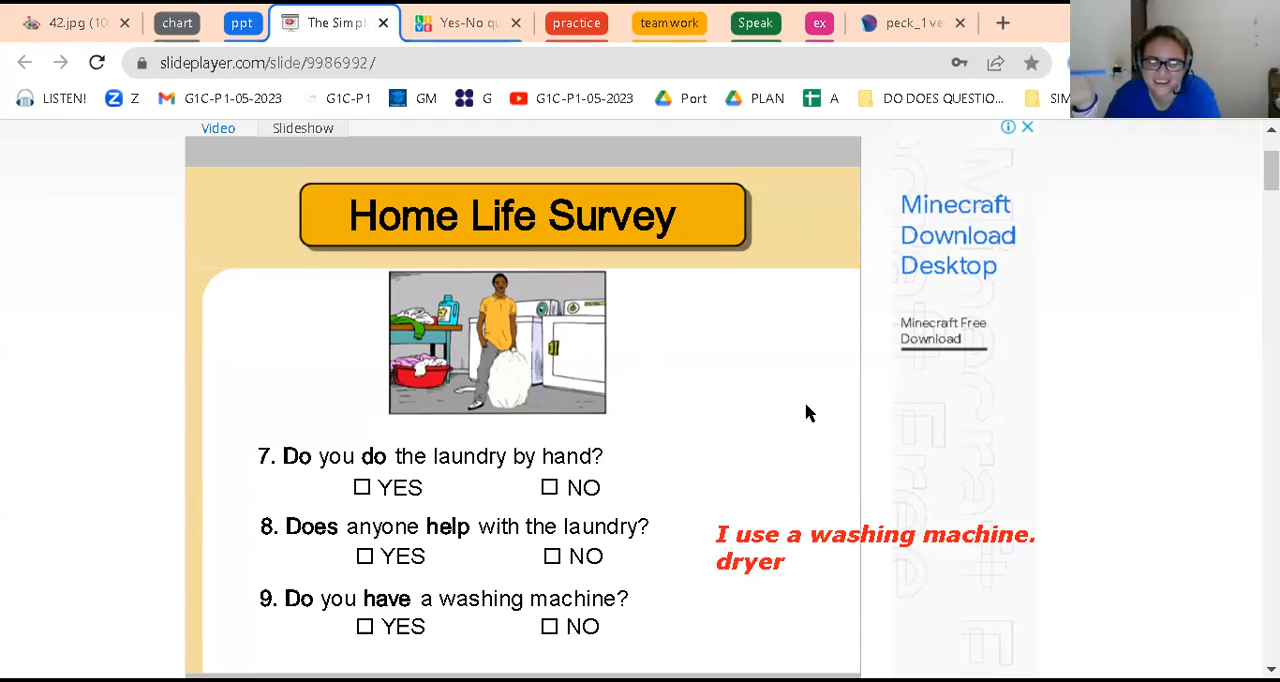 42.jpg (10
chart
ppt
The Simpl
Yes-No qu
practice
teamwork
Speak
ex
peck_1 ve
slideplayer.com/slide/9986992/
LISTEN!
Z
G1C-P1-05-2023
G1C-P1
GM
G
G1C-P1-05-2023
Port
PLAN
A
DO DOES QUESTIO...
SIM
Video
Slideshow
Home Life Survey
7. Do you do the laundry by hand?
☐ YES ☐ NO
8. Does anyone help with the laundry?
☐ YES ☐ NO
9. Do you have a washing machine?
☐ YES ☐ NO
I use a washing machine.
dryer
Minecraft
Download
Desktop
Minecraft Free
Download